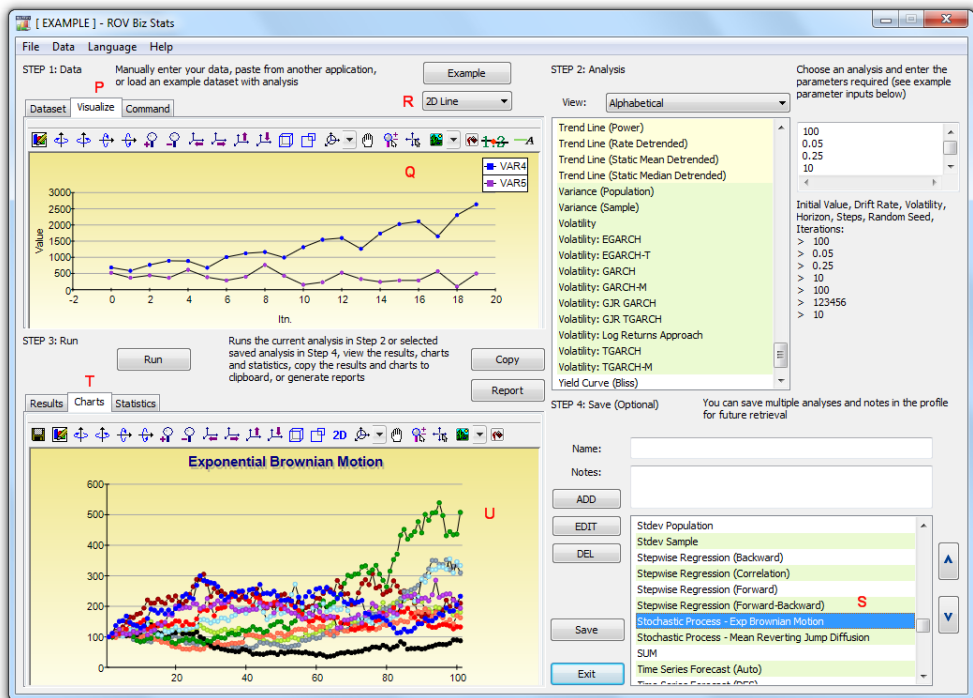 [ EXAMPLE ] - ROV Biz Stats
File Data Language Help
STEP 1: Data
Manually enter your data, paste from another application,
or load an example dataset with analysis
P
Example
R
2D Line
Dataset Visualize Command
Q
VAR4
VAR5
3000
2500
2000
1500
1000
500
0
Value
-2 0 2 4 6 8 10 12 14 16 18 20
Itn.
STEP 2: Analysis
View: Alphabetical
Trend Line (Power)
Trend Line (Rate Detrended)
Trend Line (Static Mean Detrended)
Trend Line (Static Median Detrended)
Variance (Population)
Variance (Sample)
Volatility
Volatility: EGARCH
Volatility: EGARCH-T
Volatility: GARCH
Volatility: GARCH-M
Volatility: GJR GARCH
Volatility: GJR TGARCH
Volatility: Log Returns Approach
Volatility: TGARCH
Volatility: TGARCH-M
Yield Curve (Bliss)
Choose an analysis and enter the
parameters required (see example
parameter inputs below)
100
0.05
0.25
10
Initial Value, Drift Rate, Volatility,
Horizon, Steps, Random Seed,
Iterations:
> 100
> 0.05
> 0.25
> 10
> 100
> 123456
> 10
STEP 3: Run
Run
Runs the current analysis in Step 2 or selected
saved analysis in Step 4, view the results, charts
and statistics, copy the results and charts to
clipboard, or generate reports
Copy
Report
T
Results Charts Statistics
2D
Exponential Brownian Motion
U
600
500
400
300
200
100
0
20 40 60 80 100
STEP 4: Save (Optional)
You can save multiple analyses and notes in the profile
for future retrieval
Name:
Notes:
ADD
EDIT
DEL
Save
Exit
Stdev Population
Stdev Sample
Stepwise Regression (Backward)
Stepwise Regression (Correlation)
Stepwise Regression (Forward)
Stepwise Regression (Forward-Backward)
S
Stochastic Process - Exp Brownian Motion
Stochastic Process - Mean Reverting Jump Diffusion
SUM
Time Series Forecast (Auto)